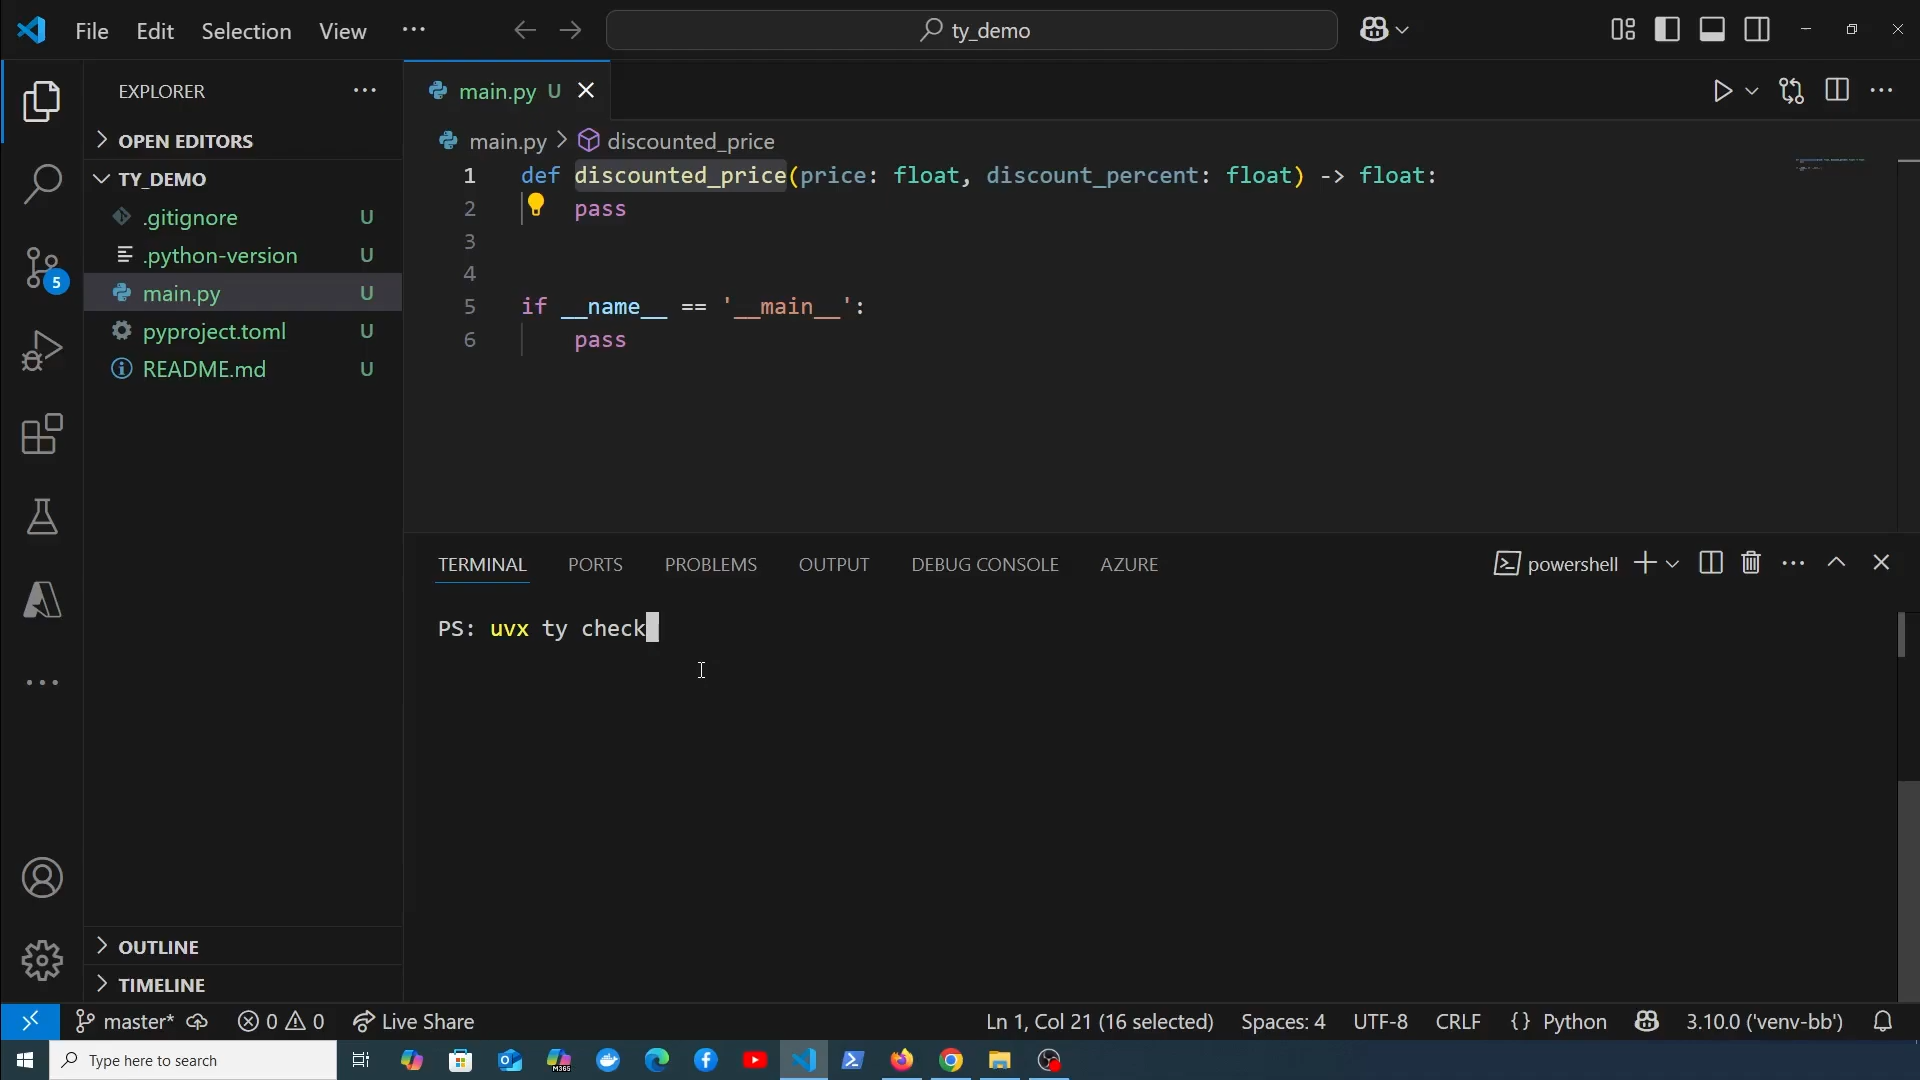 File Edit Selection View ···
ty_demo
EXPLORER
OPEN EDITORS
TY_DEMO
.gitignore U
.python-version U
main.py U
pyproject.toml U
README.md U
OUTLINE
TIMELINE
5
main.py U
main.py > discounted_price
1 def discounted_price(price: float, discount_percent: float) -> float:
2 pass
3
4
5 if __name__ == '__main__':
6 pass
TERMINAL PORTS PROBLEMS OUTPUT DEBUG CONSOLE AZURE
powershell
PS: uvx ty check
master* 0 0 Live Share
Ln 1, Col 21 (16 selected) Spaces: 4 UTF-8 CRLF {} Python 3.10.0 ('venv-bb')
Type here to search
M365